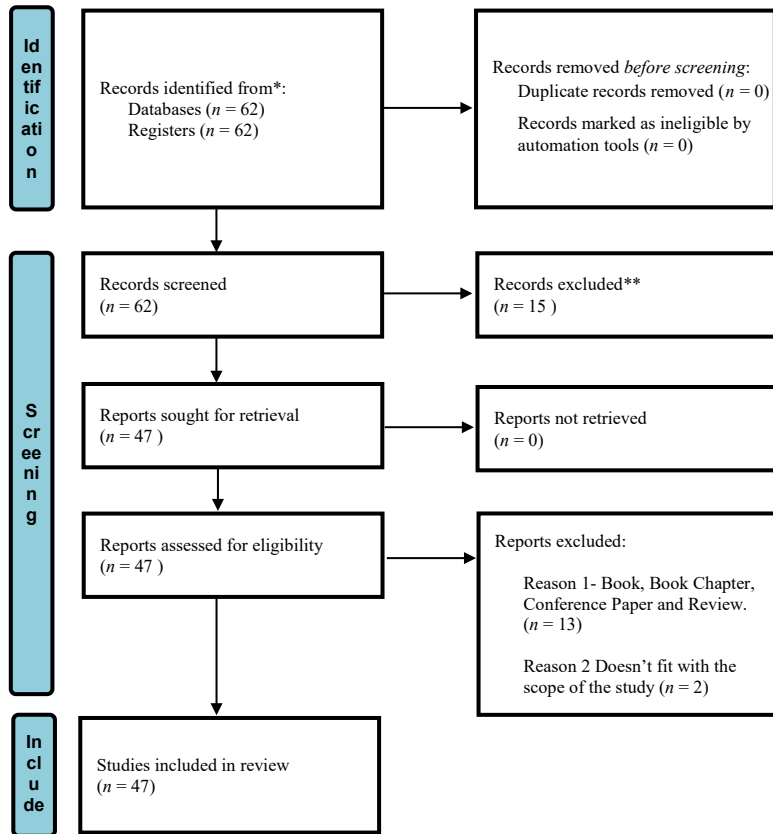 Id
en
tif
ic
ati
o
n
Records identified from*:
Databases (n = 62)
Registers (n = 62)
Records removed before screening:
Duplicate records removed (n = 0)
Records marked as ineligible by
automation tools (n = 0)
S
cr
ee
ni
n
g
Records screened
(n = 62)
Records excluded**
(n = 15 )
Reports sought for retrieval
(n = 47 )
Reports not retrieved
(n = 0)
Reports assessed for eligibility
(n = 47 )
Reports excluded:
Reason 1- Book, Book Chapter,
Conference Paper and Review.
(n = 13)
Reason 2 Doesn’t fit with the
scope of the study (n = 2)
In
cl
u
de
Studies included in review
(n = 47)